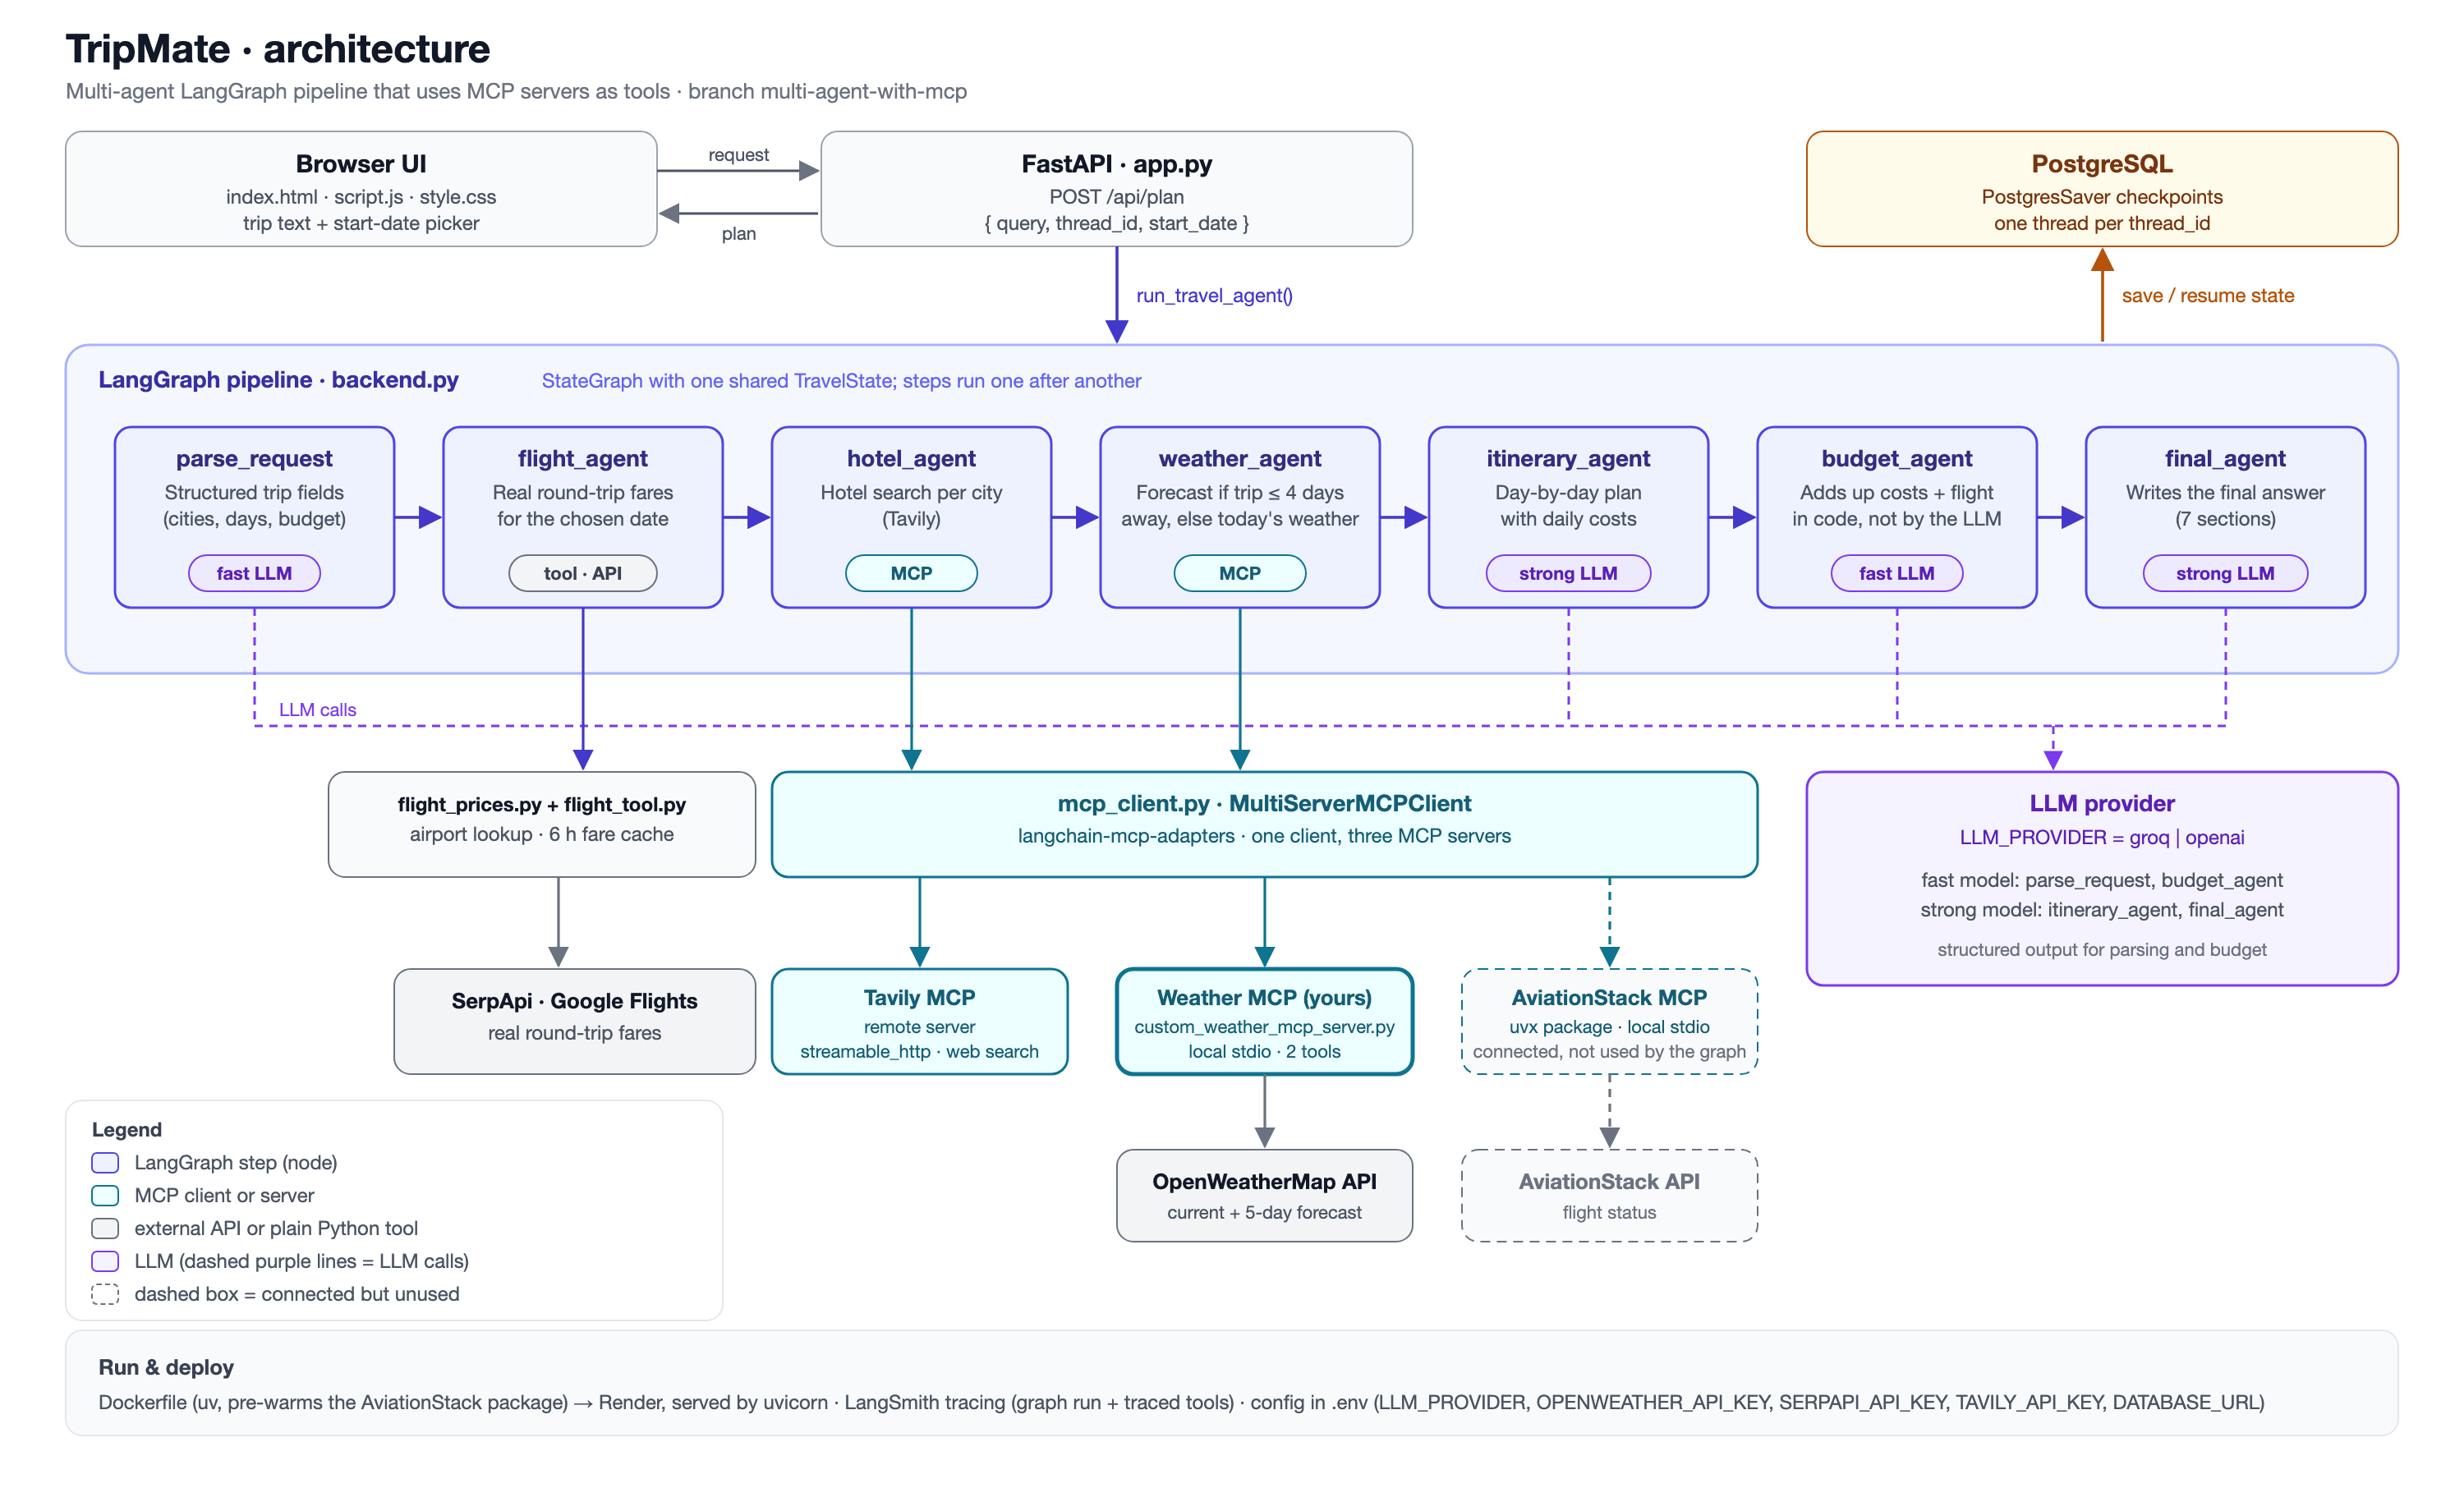 TripMate · architecture
Multi-agent LangGraph pipeline that uses MCP servers as tools · branch multi-agent-with-mcp
Browser UI
index.html · script.js · style.css
trip text + start-date picker
request
plan
FastAPI · app.py
POST /api/plan
{ query, thread_id, start_date }
PostgreSQL
PostgresSaver checkpoints
one thread per thread_id
run_travel_agent()
save / resume state
LangGraph pipeline · backend.py
StateGraph with one shared TravelState; steps run one after another
parse_request
Structured trip fields
(cities, days, budget)
fast LLM
flight_agent
Real round-trip fares
for the chosen date
tool · API
hotel_agent
Hotel search per city
(Tavily)
MCP
weather_agent
Forecast if trip ≤ 4 days
away, else today's weather
MCP
itinerary_agent
Day-by-day plan
with daily costs
strong LLM
budget_agent
Adds up costs + flight
in code, not by the LLM
fast LLM
final_agent
Writes the final answer
(7 sections)
strong LLM
LLM calls
flight_prices.py + flight_tool.py
airport lookup · 6 h fare cache
mcp_client.py · MultiServerMCPClient
langchain-mcp-adapters · one client, three MCP servers
LLM provider
LLM_PROVIDER = groq | openai
fast model: parse_request, budget_agent
strong model: itinerary_agent, final_agent
structured output for parsing and budget
SerpApi · Google Flights
real round-trip fares
Tavily MCP
remote server
streamable_http · web search
Weather MCP (yours)
custom_weather_mcp_server.py
local stdio · 2 tools
AviationStack MCP
uvx package · local stdio
connected, not used by the graph
OpenWeatherMap API
current + 5-day forecast
AviationStack API
flight status
Legend
LangGraph step (node)
MCP client or server
external API or plain Python tool
LLM (dashed purple lines = LLM calls)
dashed box = connected but unused
Run & deploy
Dockerfile (uv, pre-warms the AviationStack package) → Render, served by uvicorn · LangSmith tracing (graph run + traced tools) · config in .env (LLM_PROVIDER, OPENWEATHER_API_KEY, SERPAPI_API_KEY, TAVILY_API_KEY, DATABASE_URL)